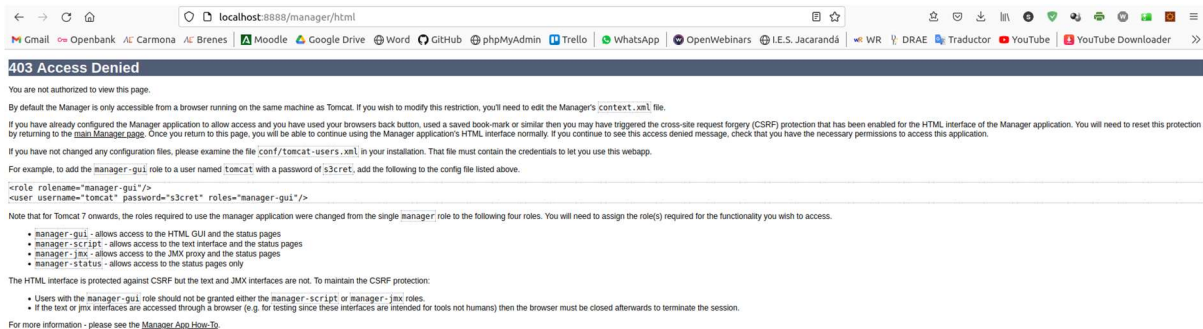 localhost:8888/manager/html
Gmail Openbank Carmona Brenes Moodle Google Drive Word GitHub phpMyAdmin Trello WhatsApp OpenWebinars I.E.S. Jacarandá WR DRAE Traductor YouTube YouTube Downloader
403 Access Denied
You are not authorized to view this page.
By default the Manager is only accessible from a browser running on the same machine as Tomcat. If you wish to modify this restriction, you'll need to edit the Manager's context.xml file.
If you have already configured the Manager application to allow access and you have used your browsers back button, used a saved book-mark or similar then you may have triggered the cross-site request forgery (CSRF) protection that has been enabled for the HTML interface of the Manager application. You will need to reset this protection
by returning to the main Manager page. Once you return to this page, you will be able to continue using the Manager application's HTML interface normally. If you continue to see this access denied message, check that you have the necessary permissions to access this application.
If you have not changed any configuration files, please examine the file conf/tomcat-users.xml in your installation. That file must contain the credentials to let you use this webapp.
For example, to add the manager-gui role to a user named tomcat with a password of s3cret, add the following to the config file listed above.
<role rolename="manager-gui"/>
<user username="tomcat" password="s3cret" roles="manager-gui"/>
Note that for Tomcat 7 onwards, the roles required to use the manager application were changed from the single manager role to the following four roles. You will need to assign the role(s) required for the functionality you wish to access.
• manager-gui - allows access to the HTML GUI and the status pages
• manager-script - allows access to the text interface and the status pages
• manager-jmx - allows access to the JMX proxy and the status pages
• manager-status - allows access to the status pages only
The HTML interface is protected against CSRF but the text and JMX interfaces are not. To maintain the CSRF protection:
• Users with the manager-gui role should not be granted either the manager-script or manager-jmx roles.
• If the text or jmx interfaces are accessed through a browser (e.g. for testing since these interfaces are intended for tools not humans) then the browser must be closed afterwards to terminate the session.
For more information - please see the Manager App How-To.